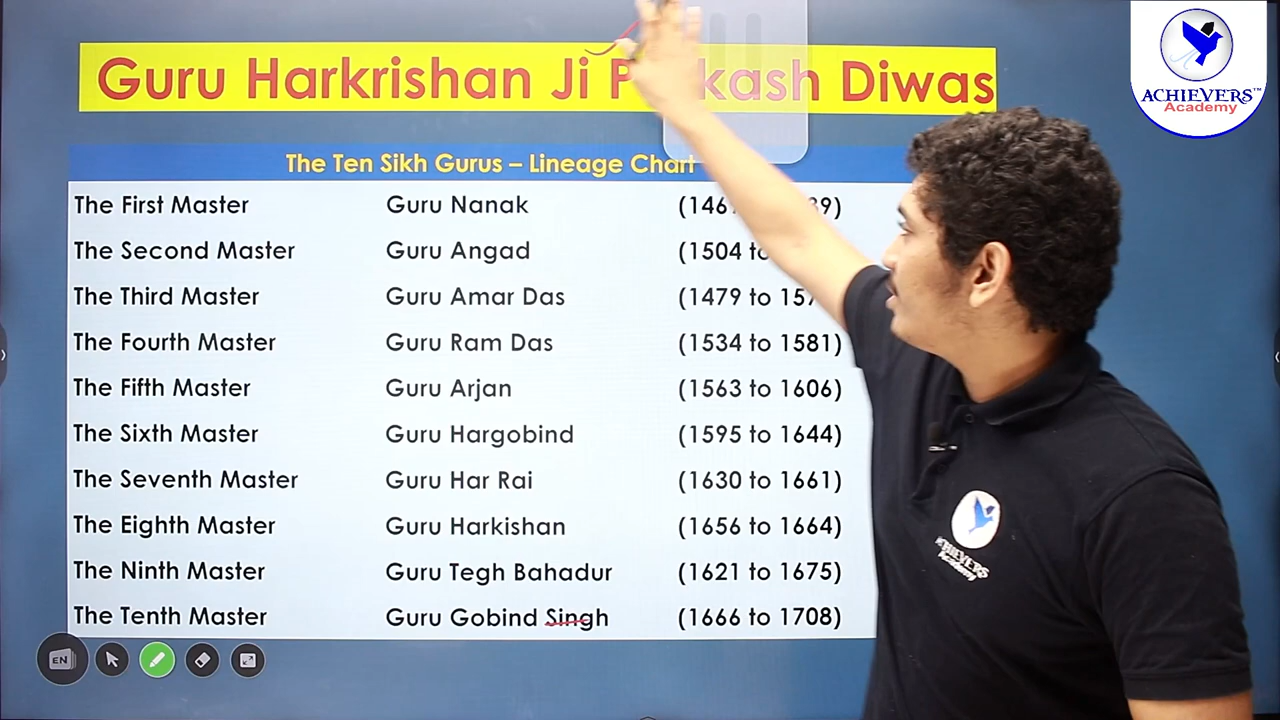 Guru Harkrishan Ji Diwas
ACHIEVERS™
Academy
The Ten Sikh Gurus – Lineage Chart
The First Master Guru Nanak
The Second Master Guru Angad (1504 to
The Third Master Guru Amar Das (1479 to
The Fourth Master Guru Ram Das (1534 to 1581)
The Fifth Master Guru Arjan (1563 to 1606)
The Sixth Master Guru Hargobind (1595 to 1644)
The Seventh Master Guru Har Rai (1630 to 1661)
The Eighth Master Guru Harkishan (1656 to 1664)
The Ninth Master Guru Tegh Bahadur (1621 to 1675)
The Tenth Master Guru Gobind Singh (1666 to 1708)
EN
ACHIEVERS
Academy